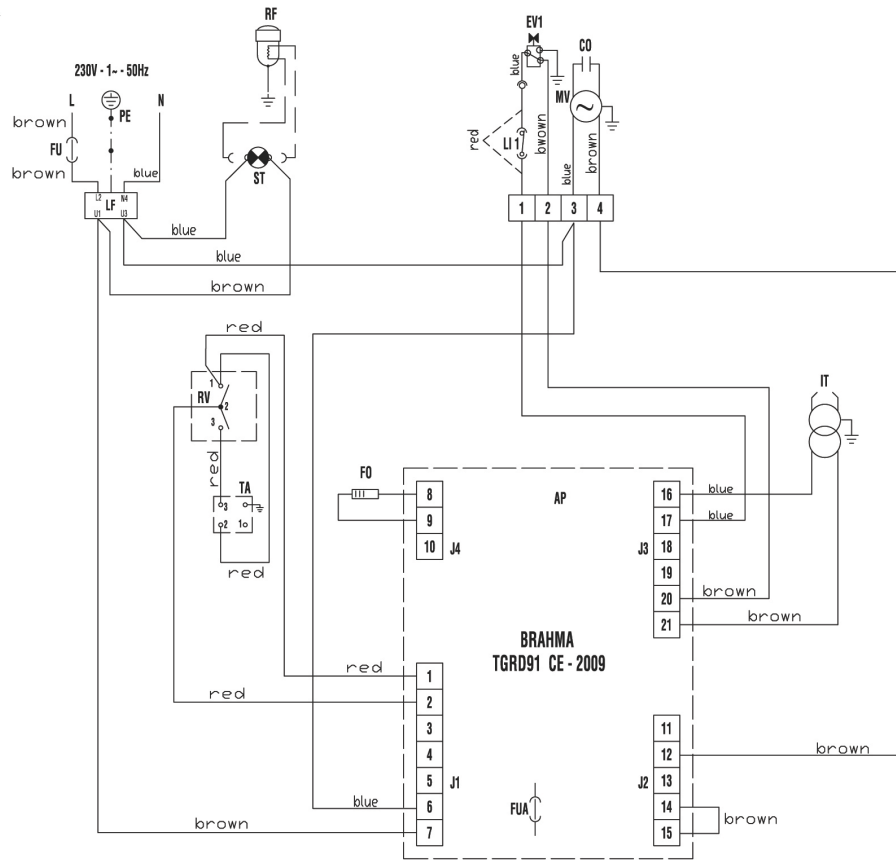 RF
EV1
CO
230V - 1~ - 50Hz
L
N
PE
MV
brown
FU
brown
blue
red
LI 1
blue
bwown
blue
brown
ST
L2
N4
LF
U1
U3
1
2
3
4
blue
blue
brown
red
RV
1
2
3
red
TA
3
2
1
red
IT
FO
AP
8
9
10
J4
J3
16
17
18
19
20
21
blue
blue
brown
brown
BRAHMA
TGRD91 CE - 2009
red
red
1
2
3
4
5
6
7
J1
blue
brown
FUA
J2
11
12
13
14
15
brown
brown